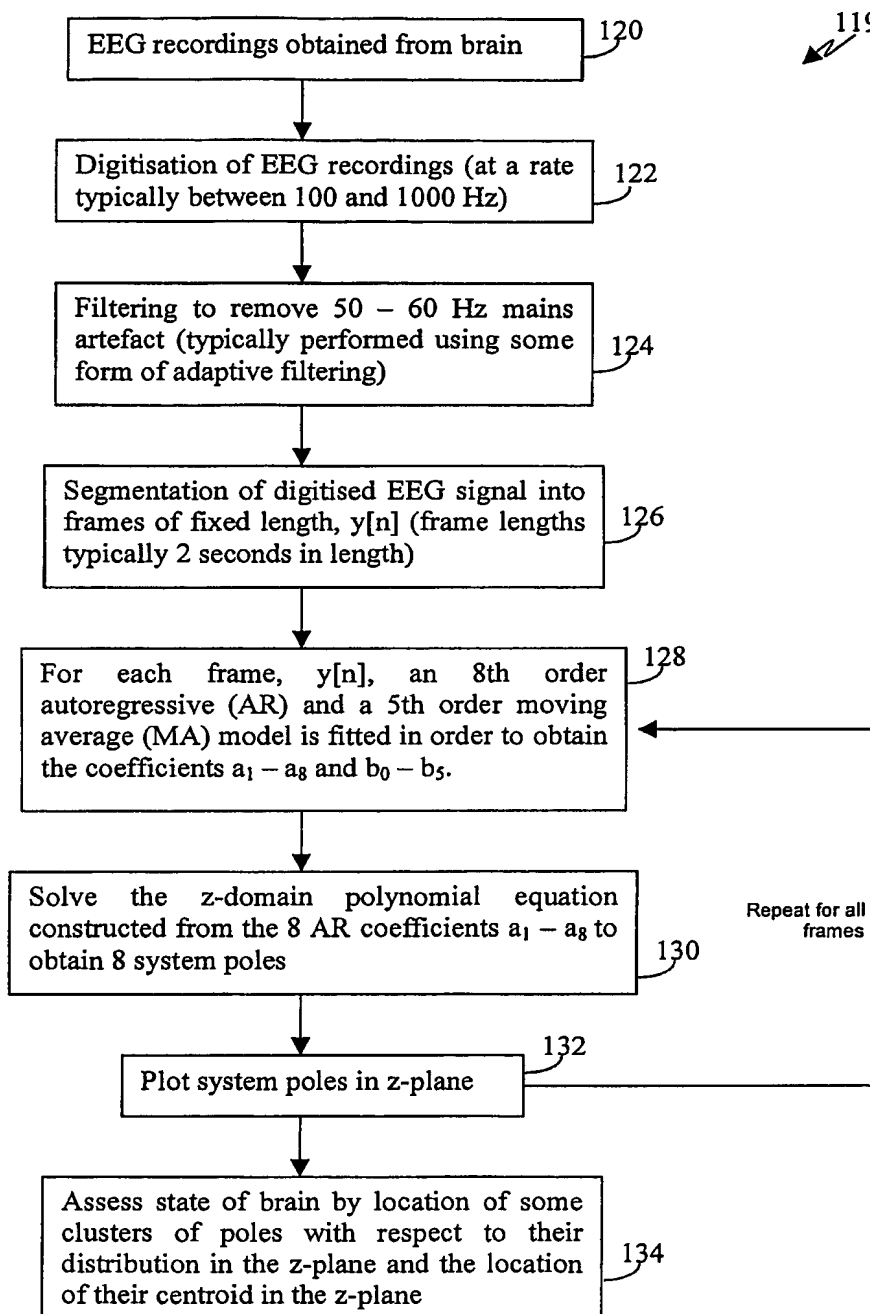 119
EEG recordings obtained from brain
120
Digitisation of EEG recordings (at a rate
typically between 100 and 1000 Hz)
122
Filtering to remove 50 – 60 Hz mains
artefact (typically performed using some
form of adaptive filtering)
124
Segmentation of digitised EEG signal into
frames of fixed length, y[n] (frame lengths
typically 2 seconds in length)
126
For each frame, y[n], an 8th order
autoregressive (AR) and a 5th order moving
average (MA) model is fitted in order to obtain
the coefficients a₁ – a₈ and b₀ – b₅.
128
Solve the z-domain polynomial equation
constructed from the 8 AR coefficients a₁ – a₈ to
obtain 8 system poles
130
Repeat for all
frames
Plot system poles in z-plane
132
Assess state of brain by location of some
clusters of poles with respect to their
distribution in the z-plane and the location
of their centroid in the z-plane
134